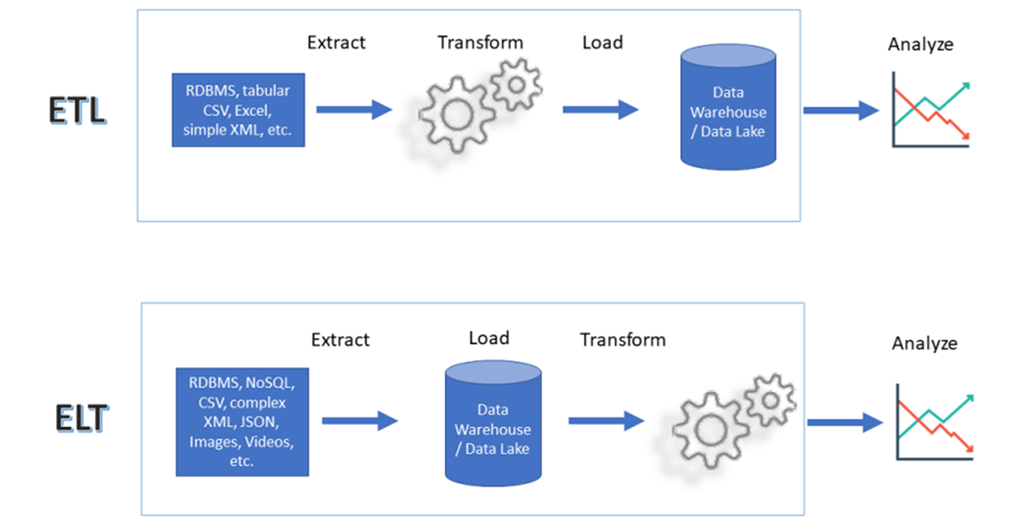 ETL
Extract
Transform
Load
Analyze
RDBMS, tabular
CSV, Excel,
simple XML, etc.
Data
Warehouse
/ Data Lake
ELT
Extract
Load
Transform
Analyze
RDBMS, NoSQL,
CSV, complex
XML, JSON,
Images, Videos,
etc.
Data
Warehouse
/ Data Lake